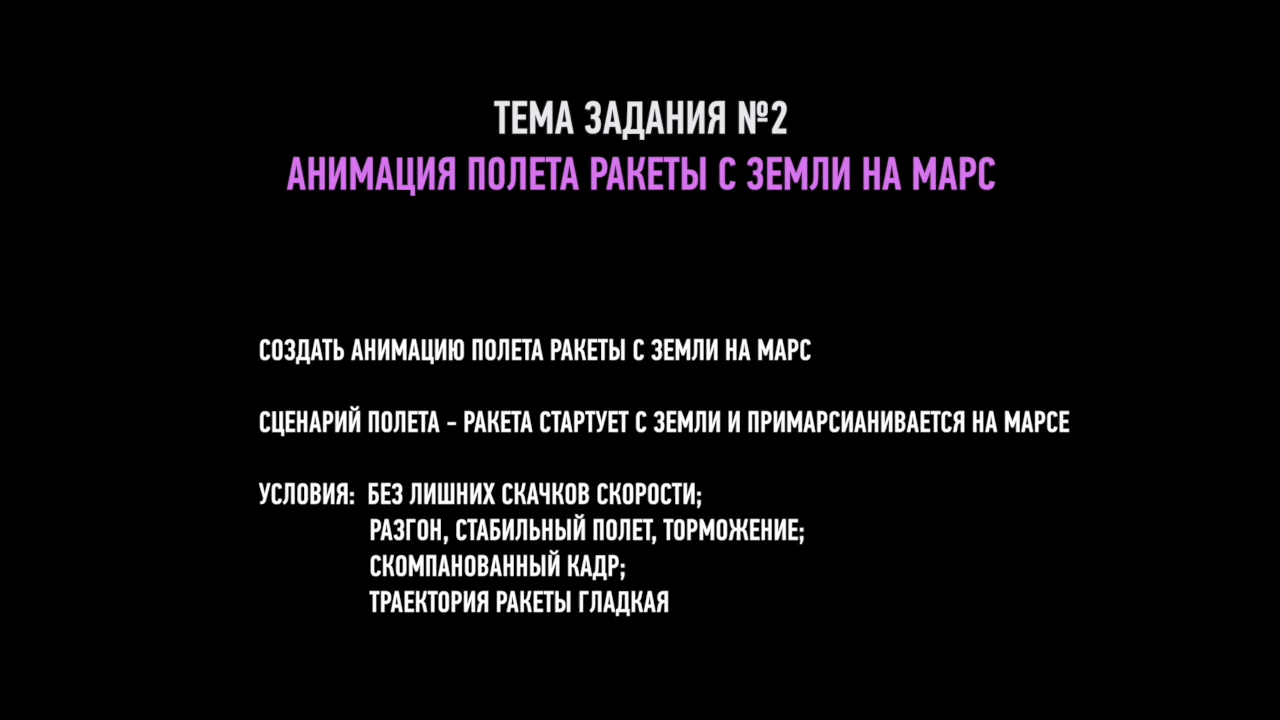 ТЕМА ЗАДАНИЯ №2
АНИМАЦИЯ ПОЛЕТА РАКЕТЫ С ЗЕМЛИ НА МАРС
СОЗДАТЬ АНИМАЦИЮ ПОЛЕТА РАКЕТЫ С ЗЕМЛИ НА МАРС
СЦЕНАРИЙ ПОЛЕТА - РАКЕТА СТАРТУЕТ С ЗЕМЛИ И ПРИМАРСИАНИВАЕТСЯ НА МАРСЕ
УСЛОВИЯ: БЕЗ ЛИШНИХ СКАЧКОВ СКОРОСТИ;
РАЗГОН, СТАБИЛЬНЫЙ ПОЛЕТ, ТОРМОЖЕНИЕ;
СКОМПАНОВАННЫЙ КАДР;
ТРАЕКТОРИЯ РАКЕТЫ ГЛАДКАЯ